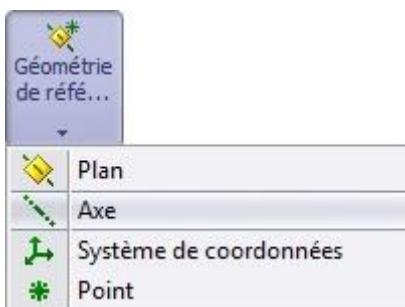 Géométrie
de réfé...
Plan
Axe
Système de coordonnées
Point